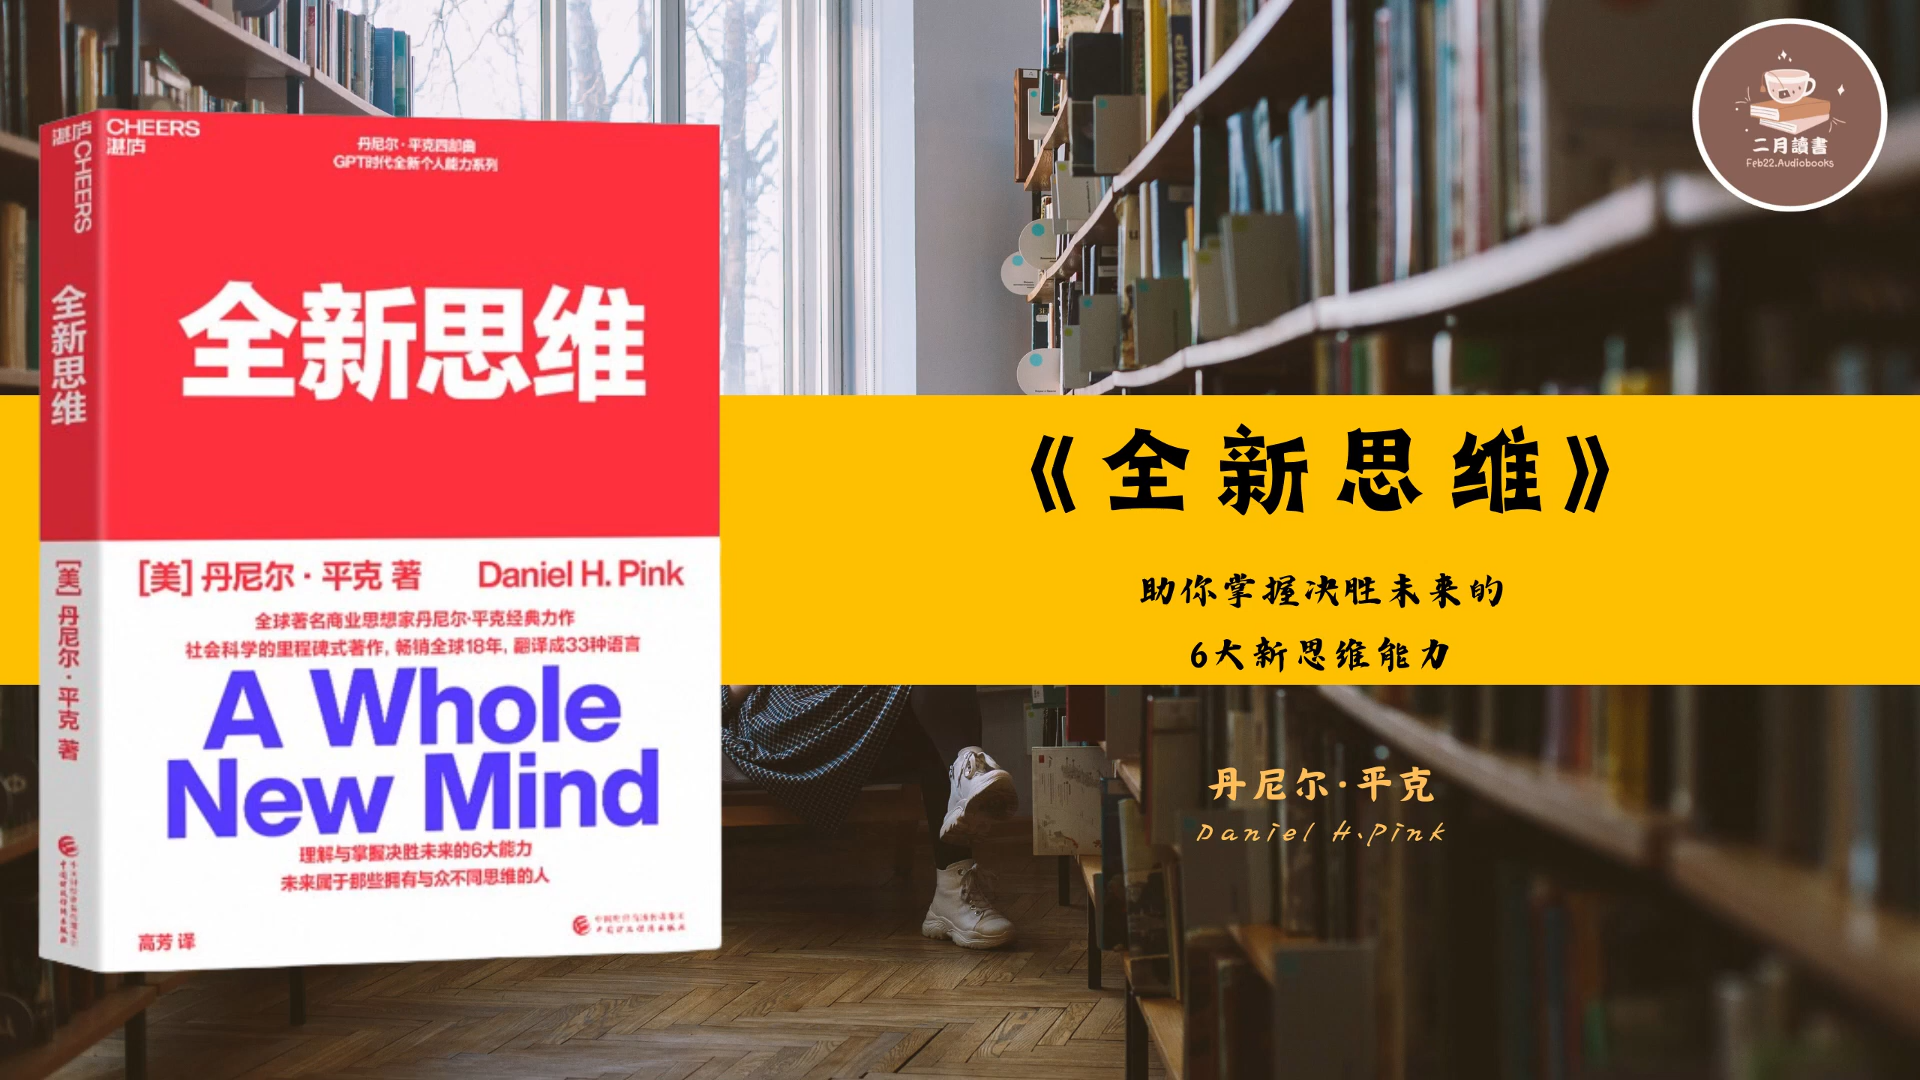 湛庐 CHEERS
全新思维
[美] 丹尼尔·平克 著
CHEERS
湛庐
丹尼尔·平克四部曲
GPT时代全新个人能力系列
全新思维
[美] 丹尼尔·平克 著 Daniel H. Pink
全球著名商业思想家丹尼尔·平克经典力作
社会科学的里程碑式著作, 畅销全球18年, 翻译成33种语言
A Whole
New Mind
理解与掌握决胜未来的6大能力
未来属于那些拥有与众不同思维的人
高芳 译
二月讀書
Feb22.Audiobooks
《全新思维》
助你掌握决胜未来的
6大新思维能力
丹尼尔·平克
Daniel H.Pink